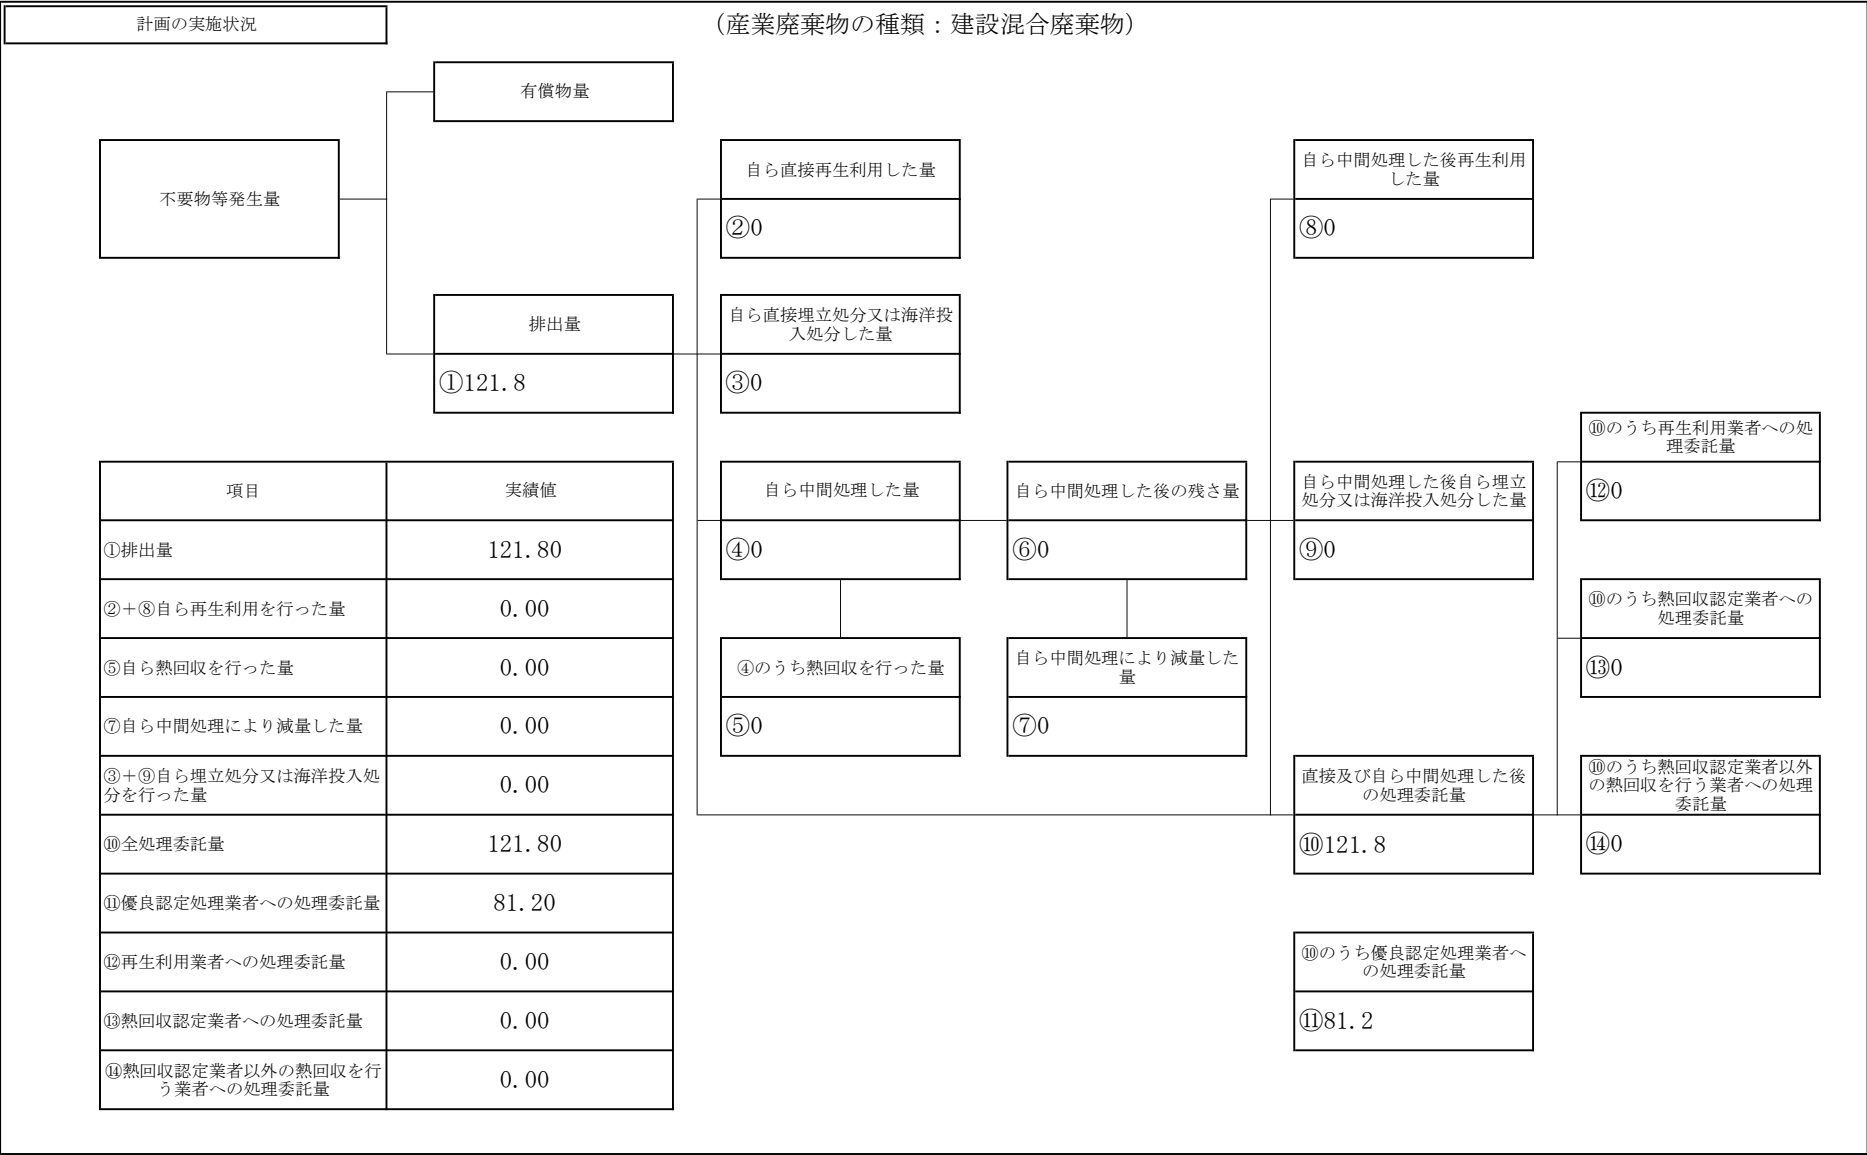 計画の実施状況
（産業廃棄物の種類：建設混合廃棄物）
有償物量
不要物等発生量
自ら直接再生利用した量
②0
自ら中間処理した後再生利用
した量
⑧0
排出量
①121.8
自ら直接埋立処分又は海洋投
入処分した量
③0
⑩のうち再生利用業者への処
理委託量
⑫0
自ら中間処理した量
④0
自ら中間処理した後の残さ量
⑥0
自ら中間処理した後自ら埋立
処分又は海洋投入処分した量
⑨0
⑩のうち熱回収認定業者への
処理委託量
⑬0
④のうち熱回収を行った量
⑤0
自ら中間処理により減量した
量
⑦0
直接及び自ら中間処理した後
の処理委託量
⑩121.8
⑩のうち熱回収認定業者以外
の熱回収を行う業者への処理
委託量
⑭0
⑩のうち優良認定処理業者へ
の処理委託量
⑪81.2
項目 実績値
①排出量 121.80
②＋⑧自ら再生利用を行った量 0.00
⑤自ら熱回収を行った量 0.00
⑦自ら中間処理により減量した量 0.00
③＋⑨自ら埋立処分又は海洋投入処
分を行った量 0.00
⑩全処理委託量 121.80
⑪優良認定処理業者への処理委託量 81.20
⑫再生利用業者への処理委託量 0.00
⑬熱回収認定業者への処理委託量 0.00
⑭熱回収認定業者以外の熱回収を行
う業者への処理委託量 0.00